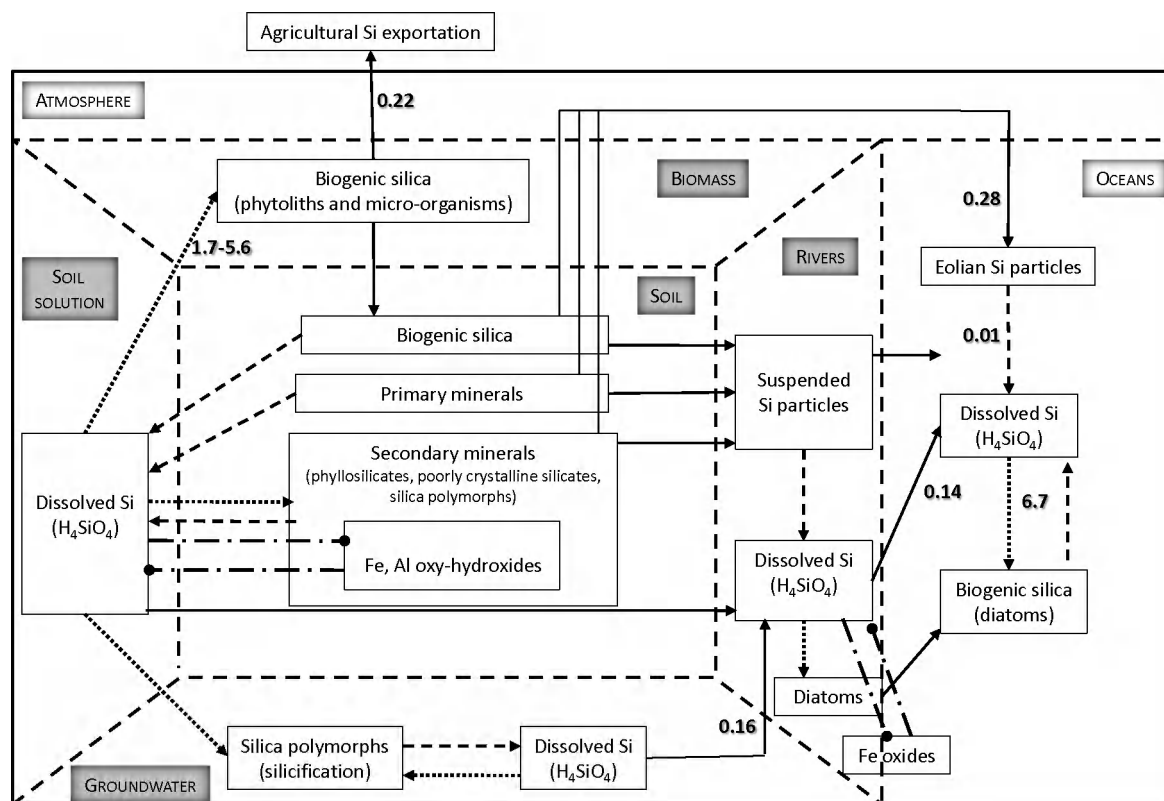 Agricultural Si exportation
ATMOSPHERE
0.22
Biogenic silica
(phytoliths and micro-organisms)
BIOMASS
OCEANS
1.7-5.6
0.28
SOIL
SOLUTION
SOIL
RIVERS
Eolian Si particles
Biogenic silica
0.01
Primary minerals
Suspended
Si particles
Dissolved Si
(H₄SiO₄)
Secondary minerals
(phyllosilicates, poorly crystalline silicates,
silica polymorphs)
Dissolved Si
(H₄SiO₄)
0.14
6.7
Fe, Al oxy-hydroxides
Dissolved Si
(H₄SiO₄)
Biogenic silica
(diatoms)
Diatoms
0.16
Silica polymorphs
(silicification)
Dissolved Si
(H₄SiO₄)
Fe oxides
GROUNDWATER